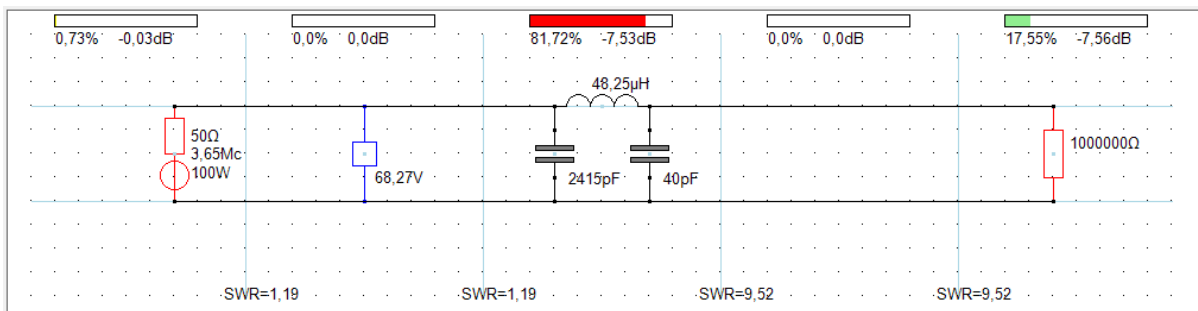 0,73% -0,03dB
0,0% 0,0dB
81,72% -7,53dB
0,0% 0,0dB
17,55% -7,56dB
48,25µH
50Ω
3,65Mc
100W
68,27V
2415pF
40pF
1000000Ω
SWR=1,19
SWR=1,19
SWR=9,52
SWR=9,52